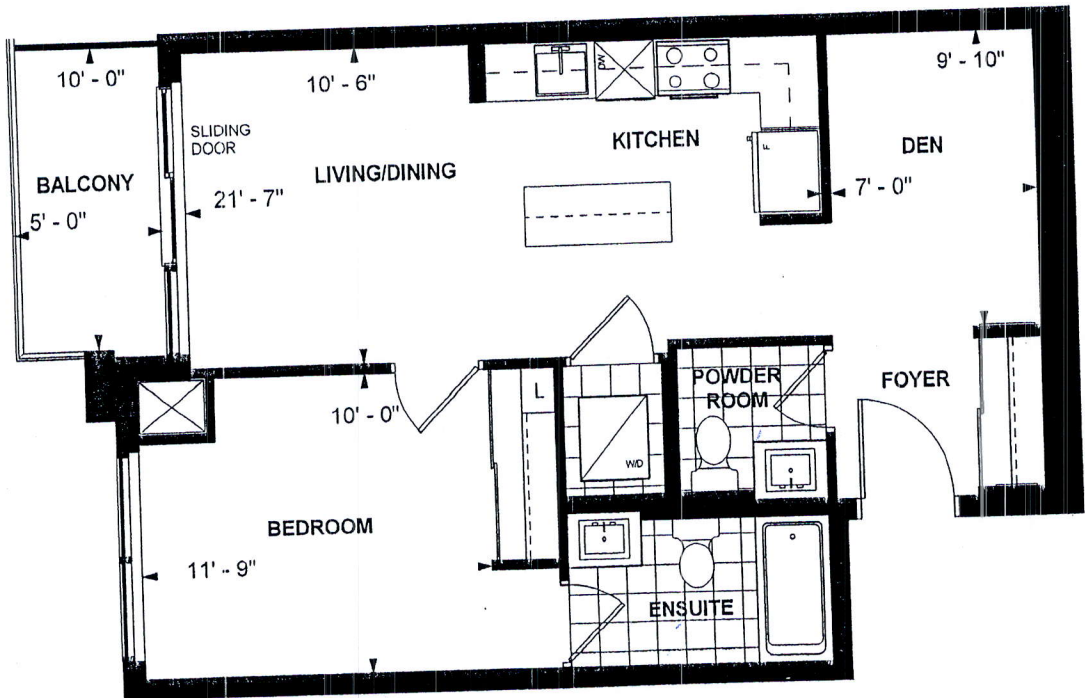 10' - 0"
10' - 6"
DW
9' - 10"
SLIDING
DOOR
KITCHEN
F
DEN
BALCONY
LIVING/DINING
5' - 0"
21' - 7"
7' - 0"
L
POWDER
ROOM
FOYER
10' - 0"
W/D
BEDROOM
11' - 9"
ENSUITE